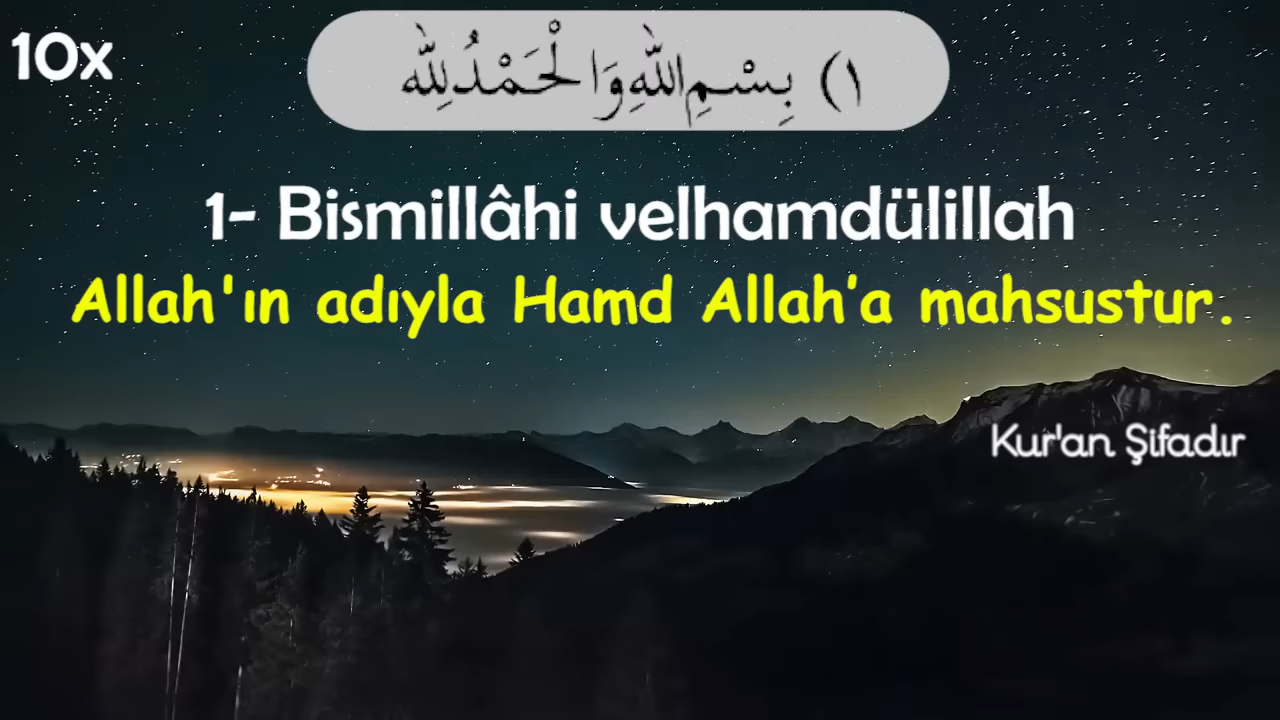 10x
١) بِسْمِ اللّٰهِ وَالْحَمْدُ لِلّٰهِ
1- Bismillâhi velhamdülillah
Allah'ın adıyla Hamd Allah’a mahsustur.
Kur'an Şifadır